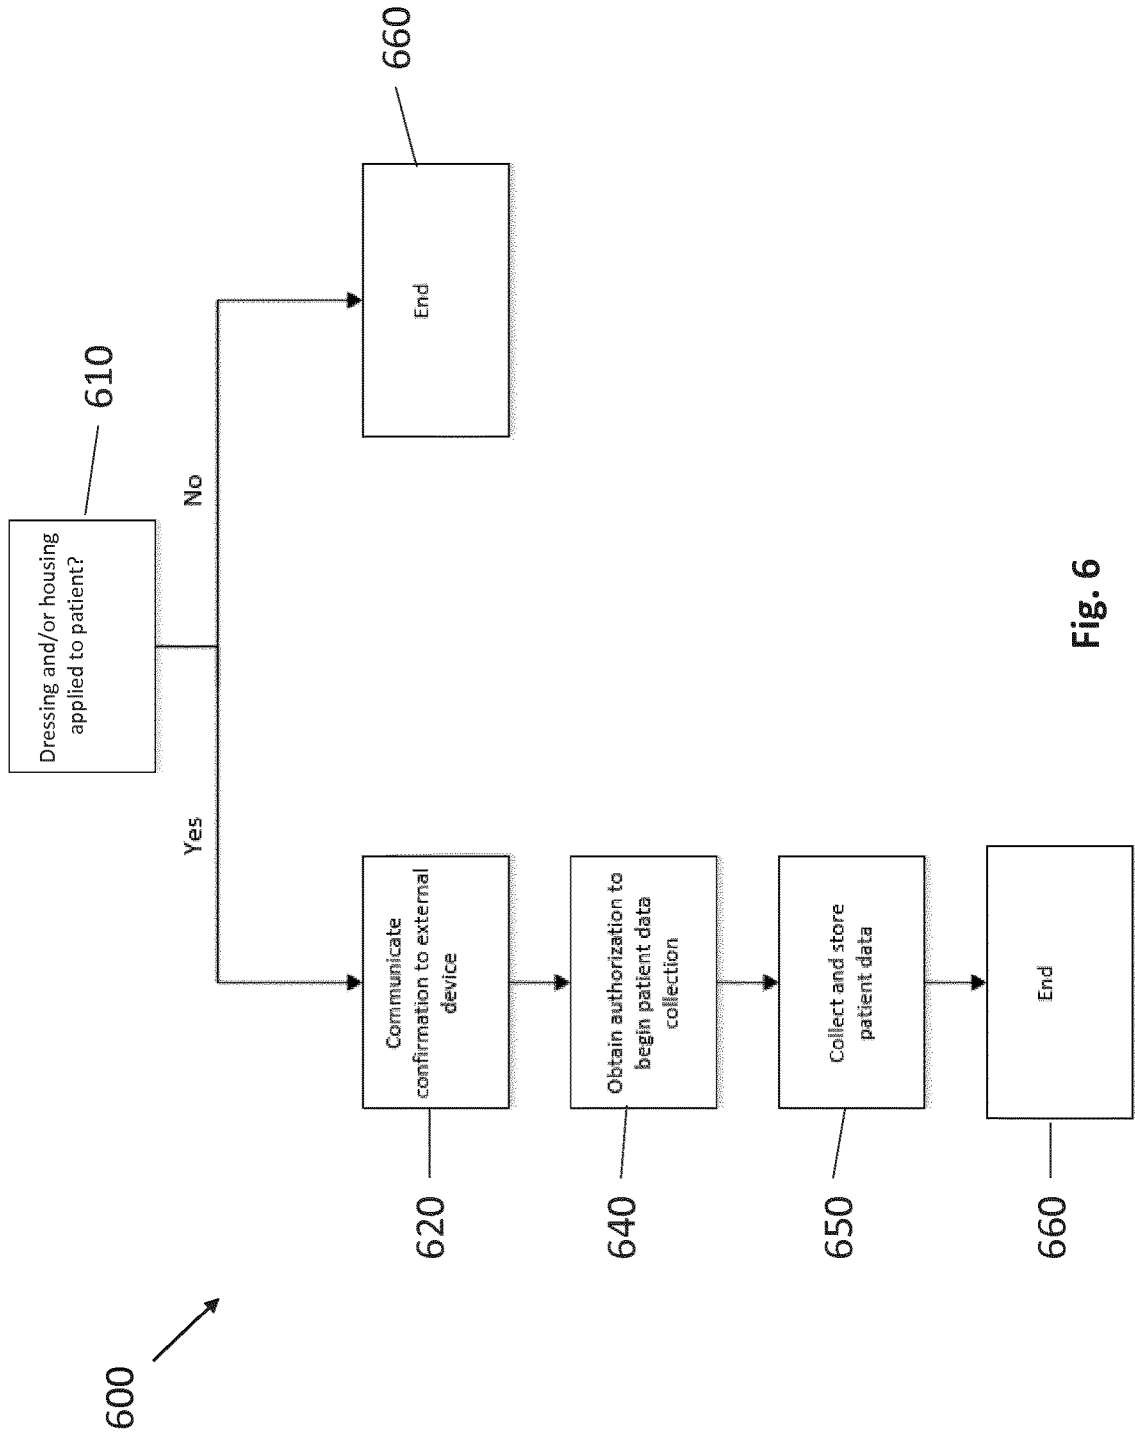 600
Dressing and/or housing
applied to patient?
610
Yes
No
620
Communicate
confirmation to external
device
End
660
640
Obtain authorization to
begin patient data
collection
650
Collect and store
patient data
660
End
Fig. 6